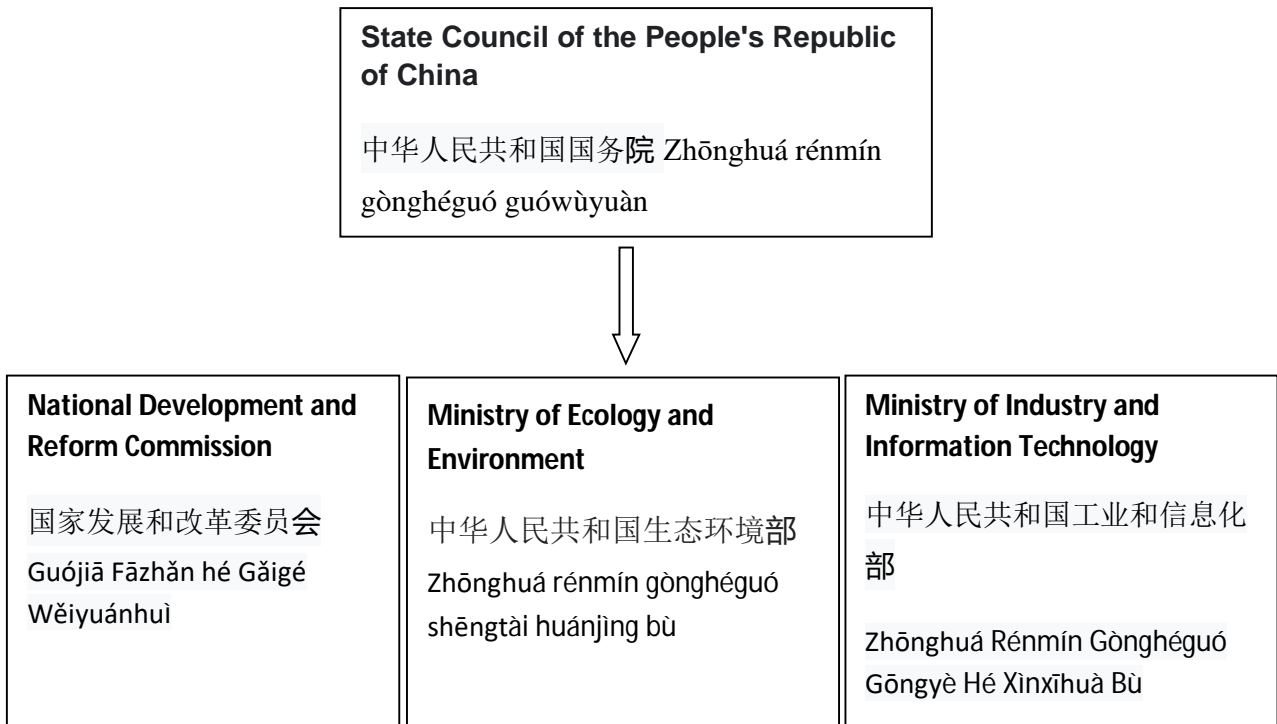 State Council of the People's Republic
of China
中华人民共和国国务院 Zhōnghuá rénmín
gònghéguó guówùyuàn
National Development and
Reform Commission
国家发展和改革委员会
Guójiā Fāzhǎn hé Gǎigé
Wěiyuánhuì
Ministry of Ecology and
Environment
中华人民共和国生态环境部
Zhōnghuá rénmín gònghéguó
shēngtài huánjìng bù
Ministry of Industry and
Information Technology
中华人民共和国工业和信息化
部
Zhōnghuá Rénmín Gònghéguó
Gōngyè Hé Xìnxīhuà Bù